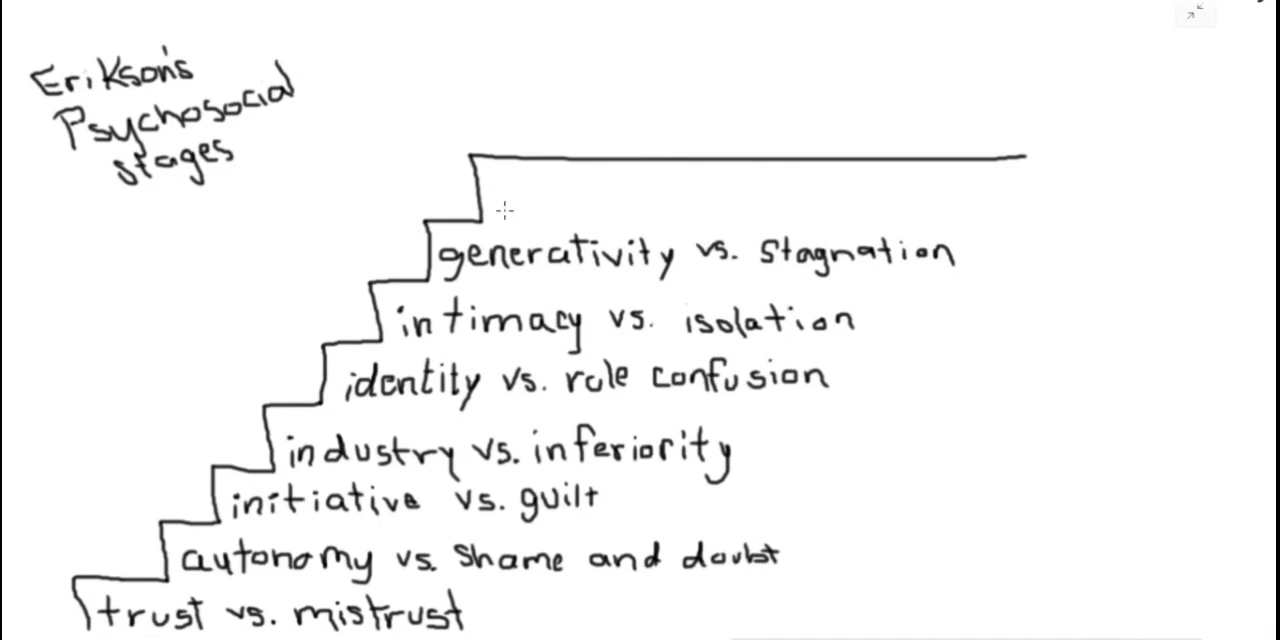 Erikson's
Psychosocial
stages
generativity vs. stagnation
intimacy vs. isolation
identity vs. role confusion
industry vs. inferiority
initiative vs. guilt
autonomy vs. shame and doubt
trust vs. mistrust